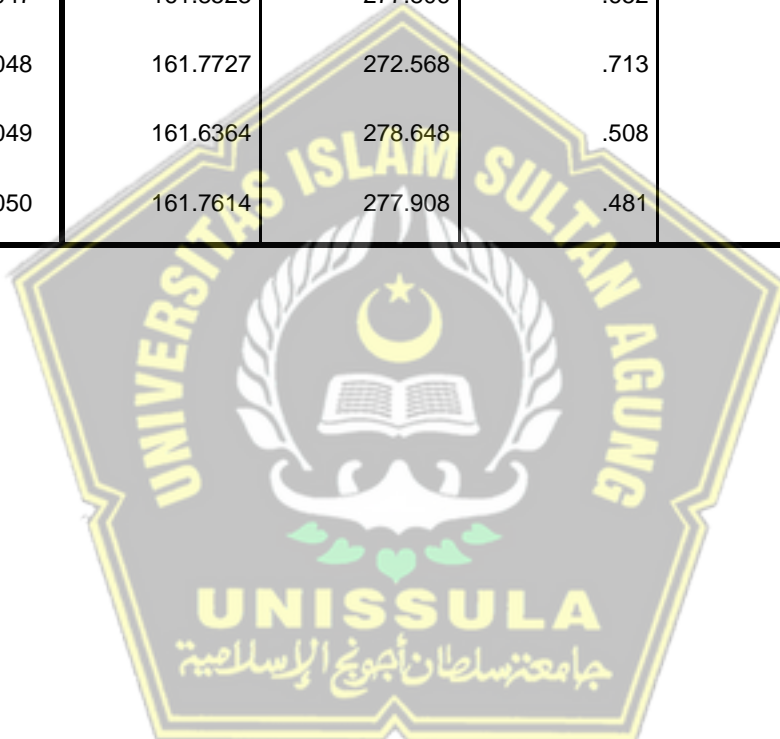 048 161.7727 272.568 .713
049 161.6364 278.648 .508
050 161.7614 277.908 .481
UNIVERSITAS ISLAM SULTAN AGUNG
UNISSULA
جامعة سلطان أجونج الإسلامية